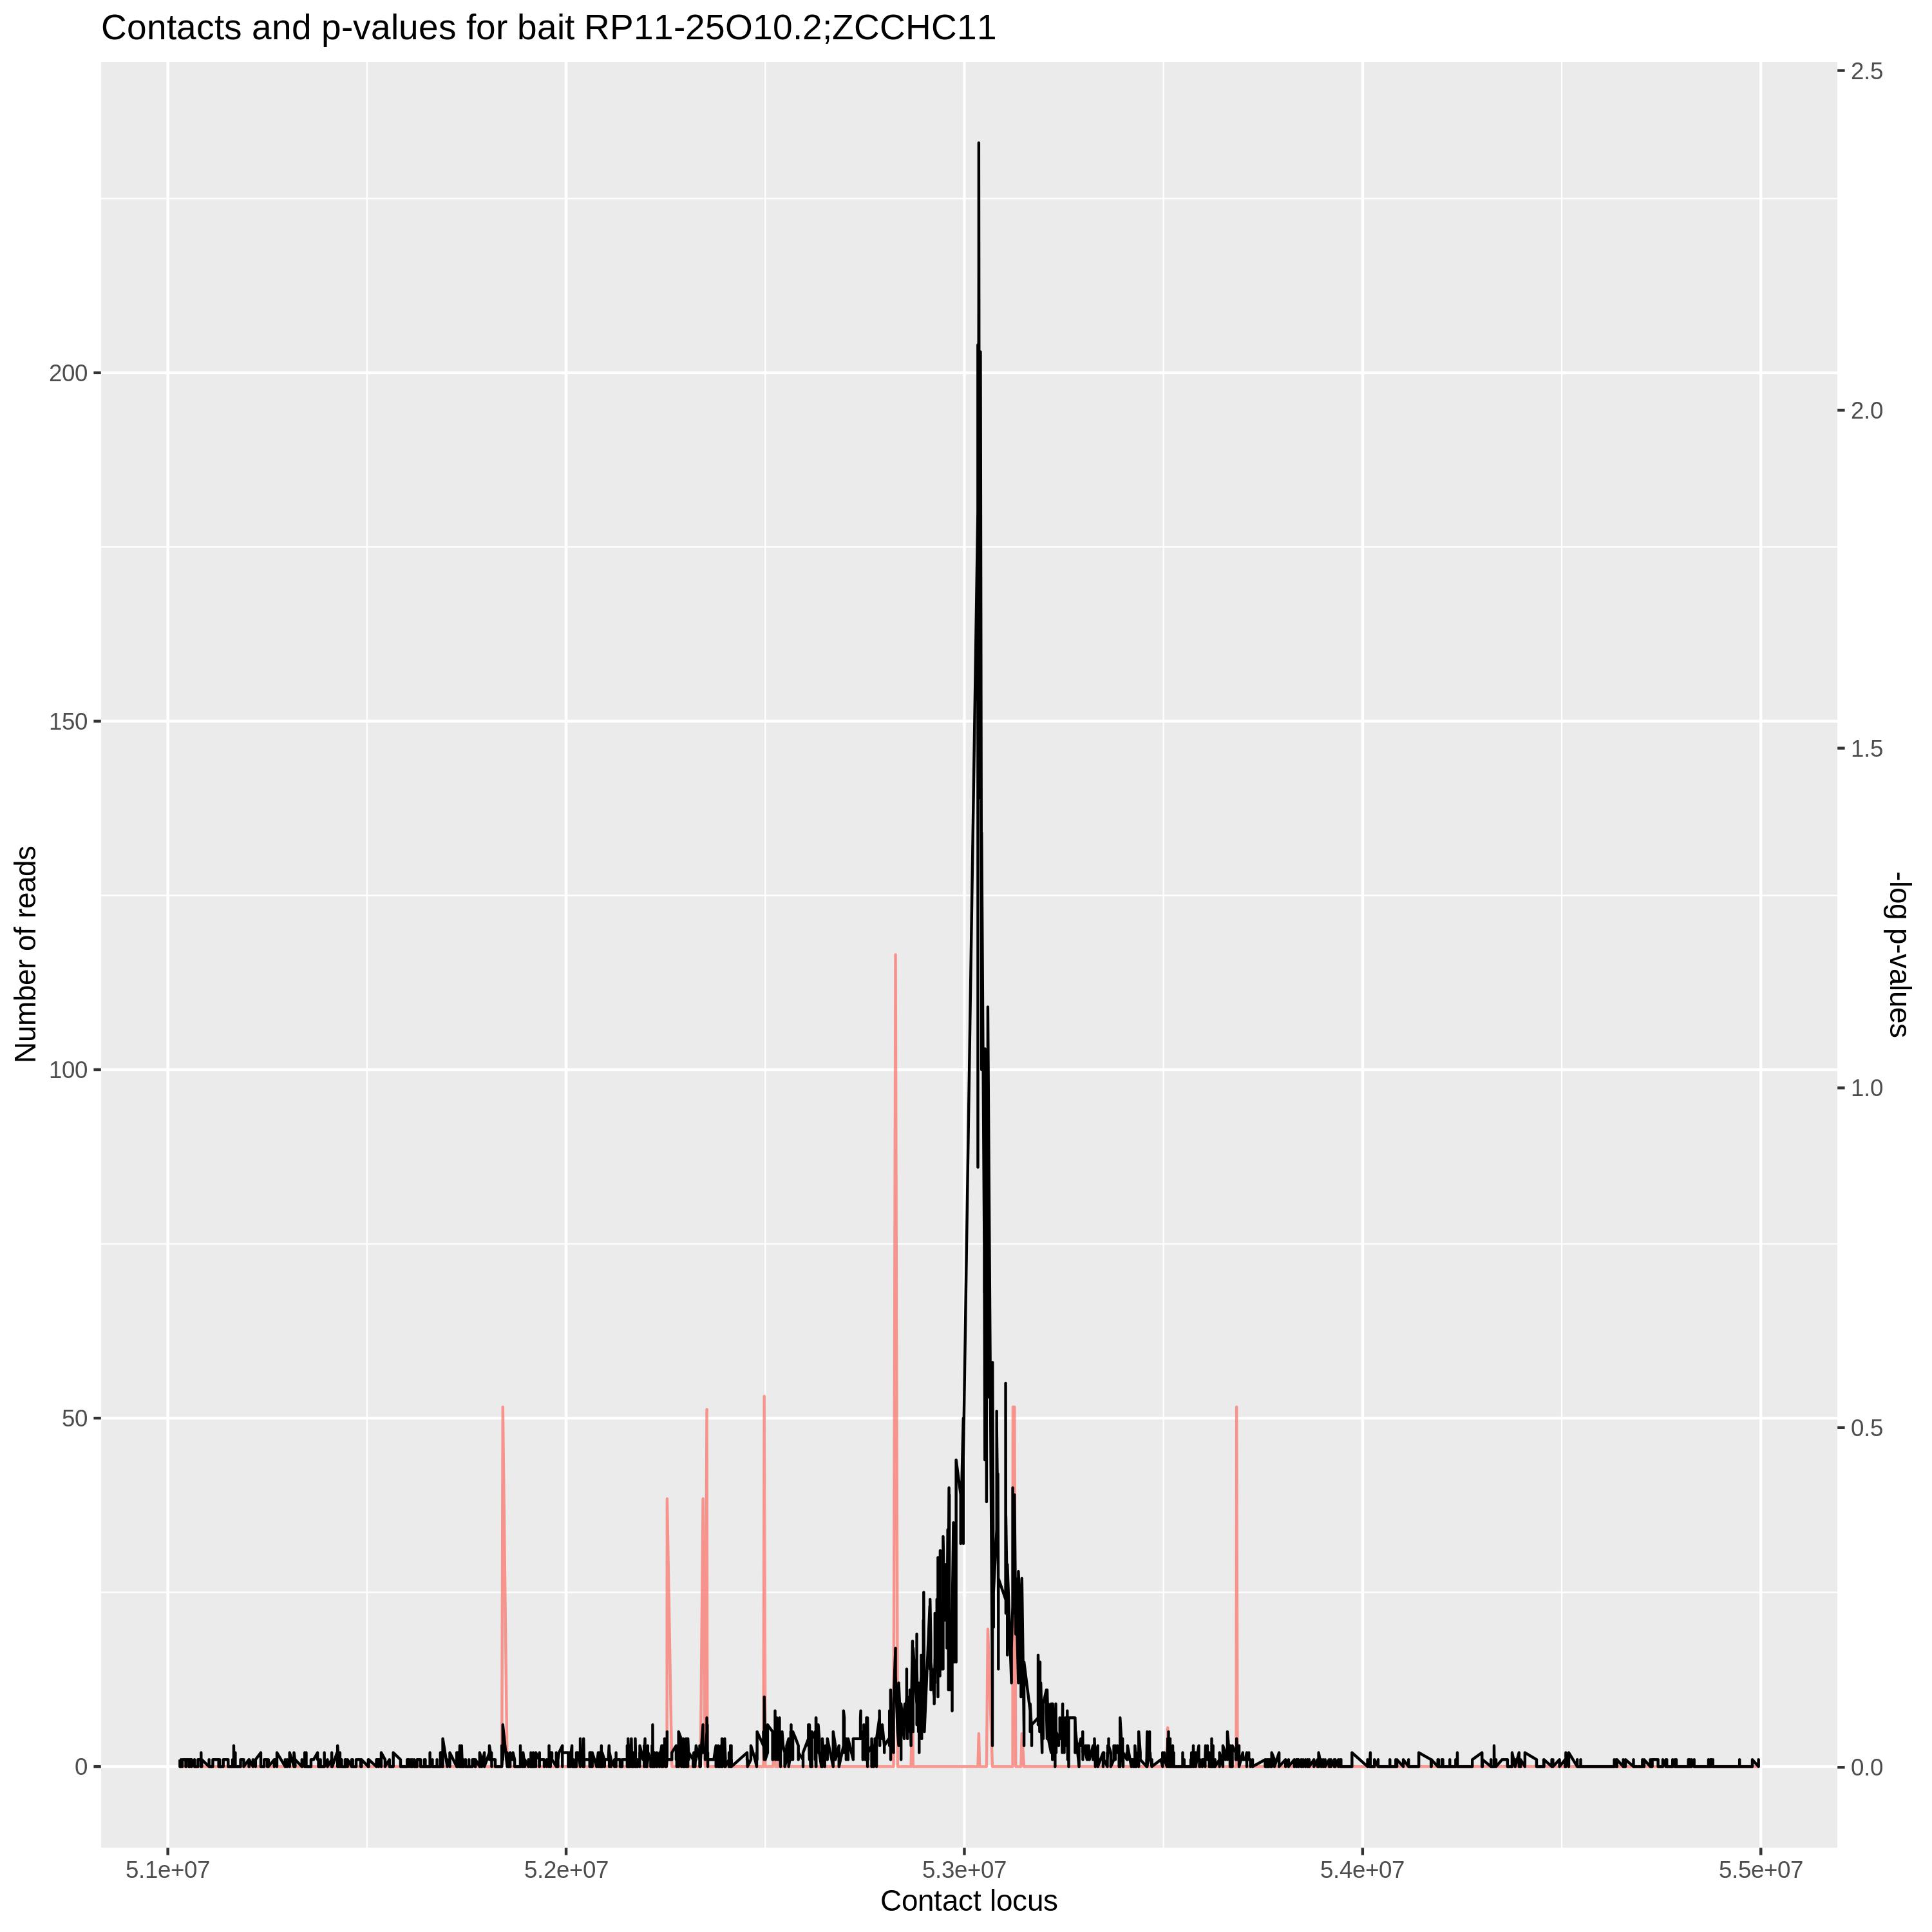 Contacts and p-values for bait RP11-25O10.2;ZCCHC11
Number of reads
200
150
100
50
0
2.5
2.0
1.5
1.0
0.5
0.0
-log p-values
5.1e+07
5.2e+07
5.3e+07
5.4e+07
5.5e+07
Contact locus